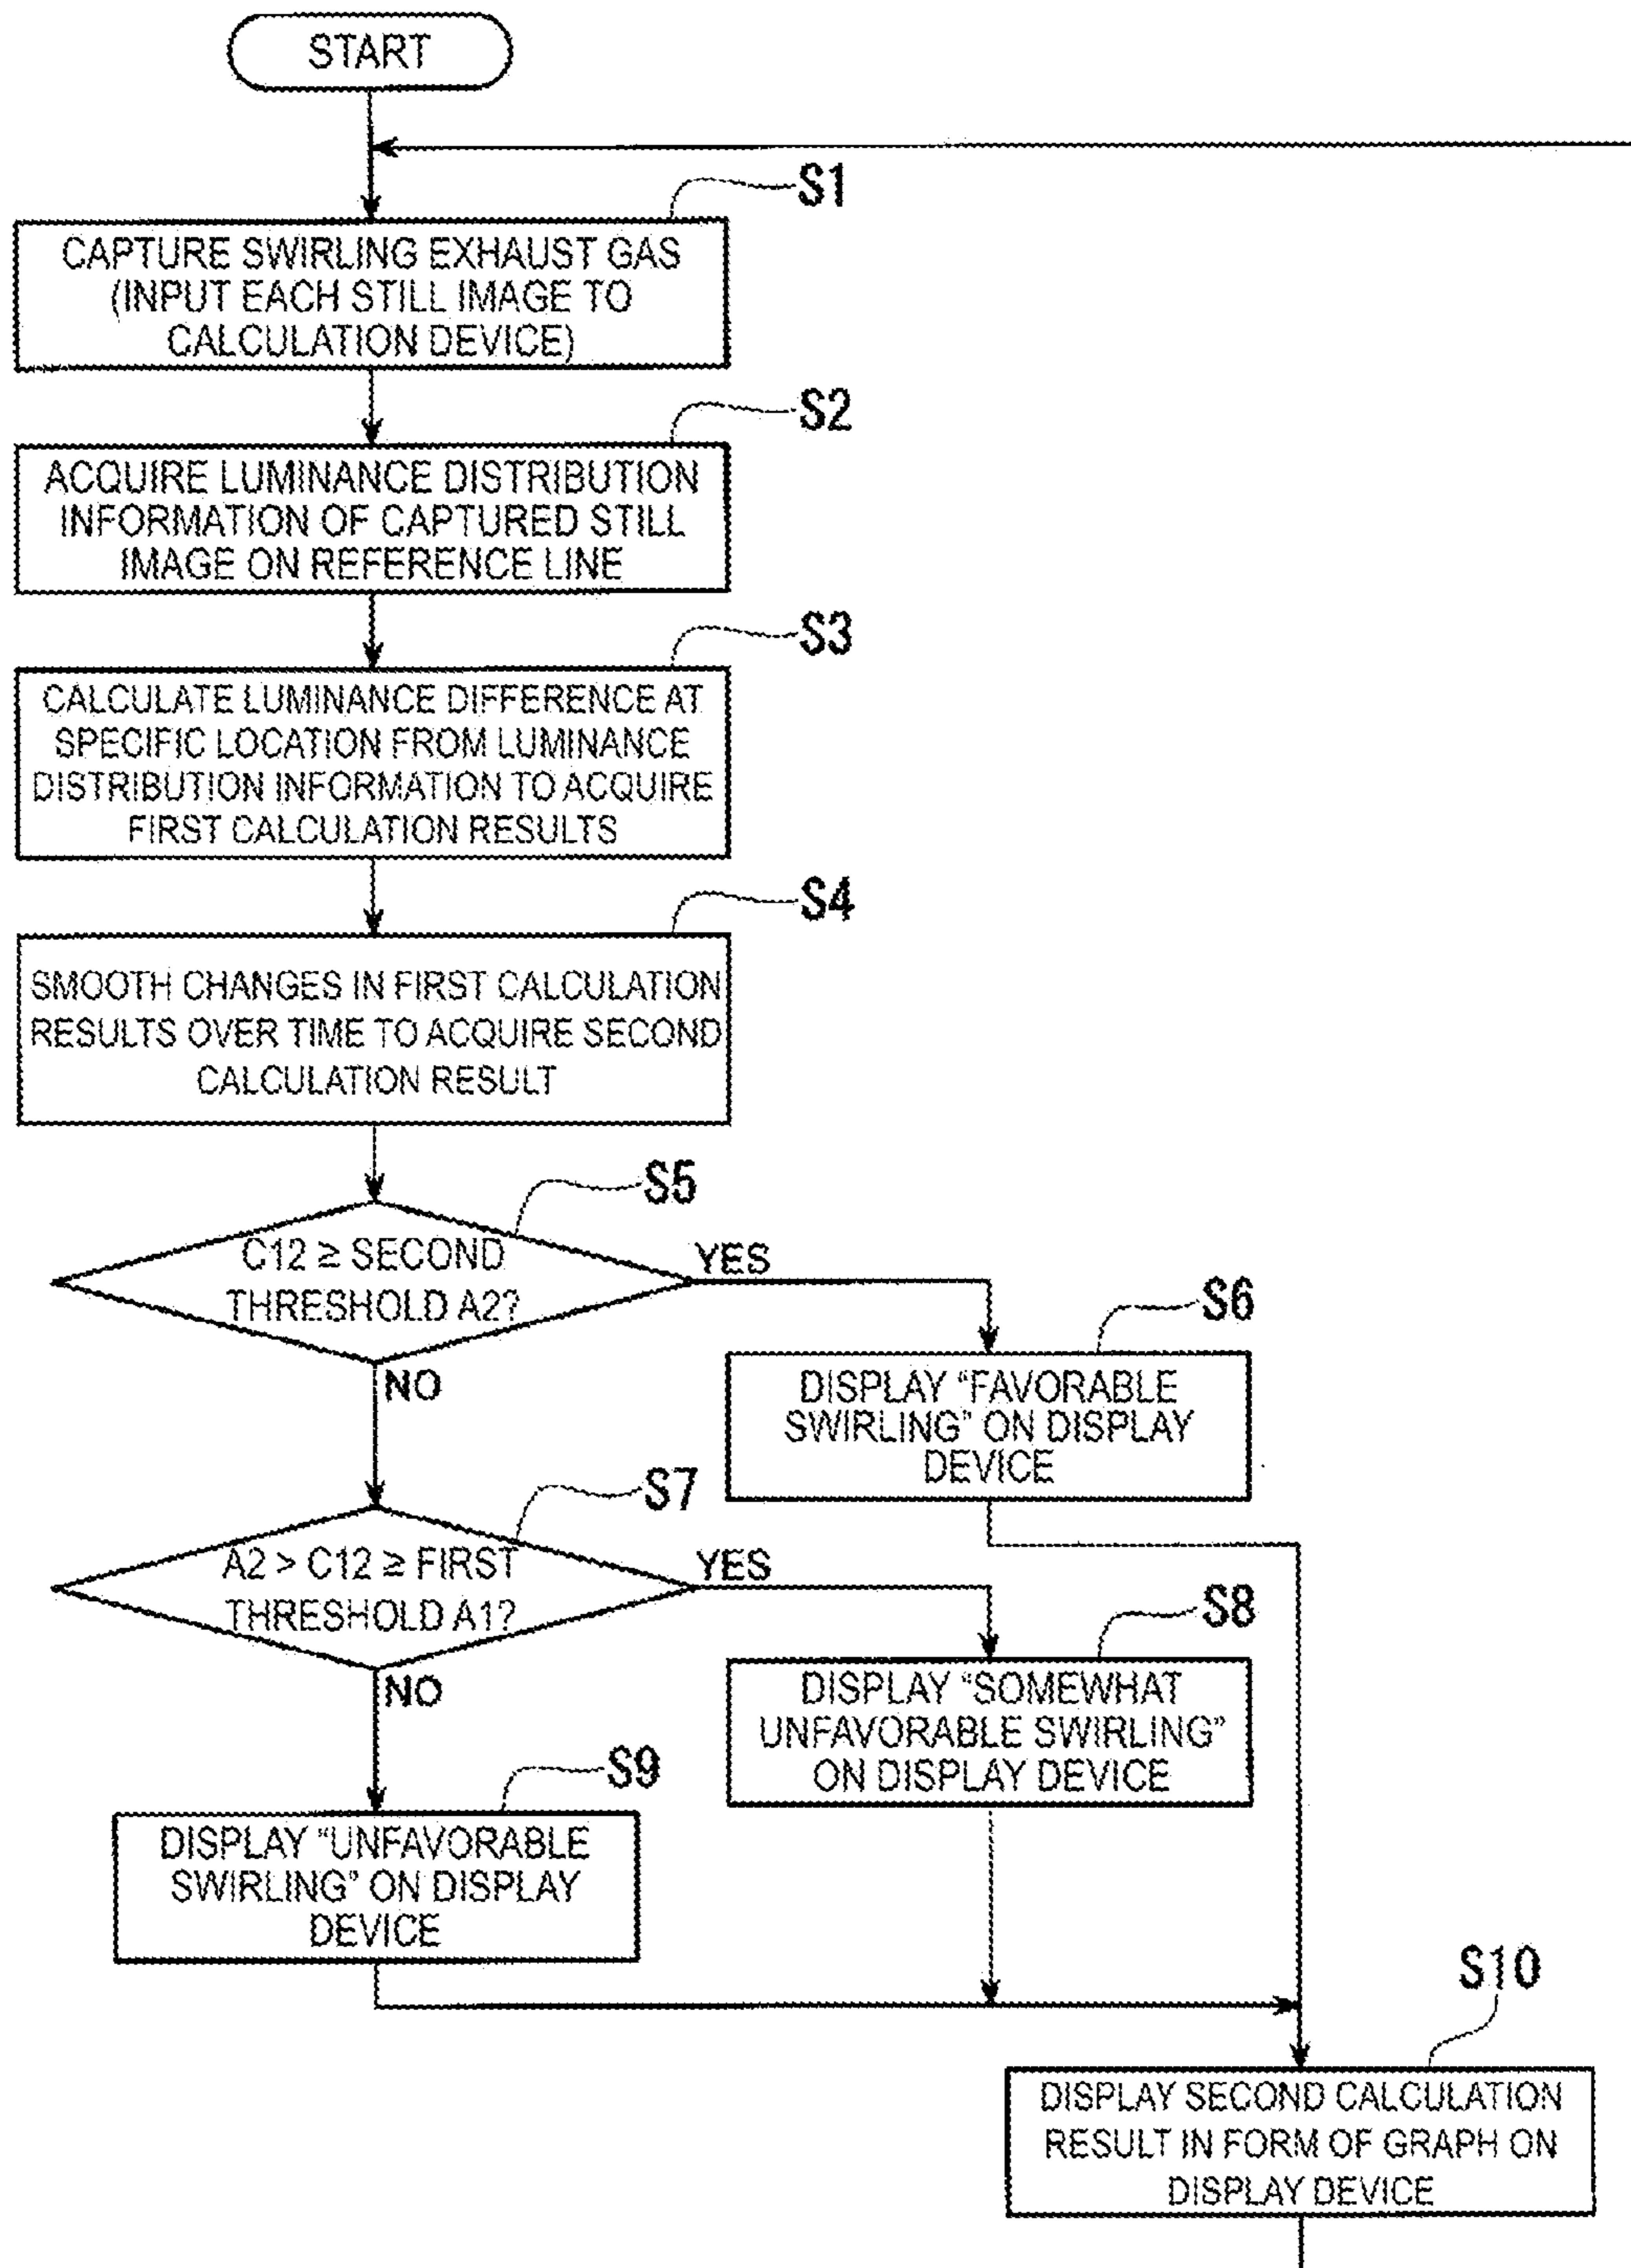 START
S1
CAPTURE SWIRLING EXHAUST GAS
(INPUT EACH STILL IMAGE TO
CALCULATION DEVICE)
S2
ACQUIRE LUMINANCE DISTRIBUTION
INFORMATION OF CAPTURED STILL
IMAGE ON REFERENCE LINE
S3
CALCULATE LUMINANCE DIFFERENCE AT
SPECIFIC LOCATION FROM LUMINANCE
DISTRIBUTION INFORMATION TO ACQUIRE
FIRST CALCULATION RESULTS
S4
SMOOTH CHANGES IN FIRST CALCULATION
RESULTS OVER TIME TO ACQUIRE SECOND
CALCULATION RESULT
S5
C12 ≥ SECOND
THRESHOLD A2?
YES
NO
S6
DISPLAY "FAVORABLE
SWIRLING" ON DISPLAY
DEVICE
S7
A2 > C12 ≥ FIRST
THRESHOLD A1?
YES
NO
S8
DISPLAY "SOMEWHAT
UNFAVORABLE SWIRLING"
ON DISPLAY DEVICE
S9
DISPLAY "UNFAVORABLE
SWIRLING" ON DISPLAY
DEVICE
S10
DISPLAY SECOND CALCULATION
RESULT IN FORM OF GRAPH ON
DISPLAY DEVICE